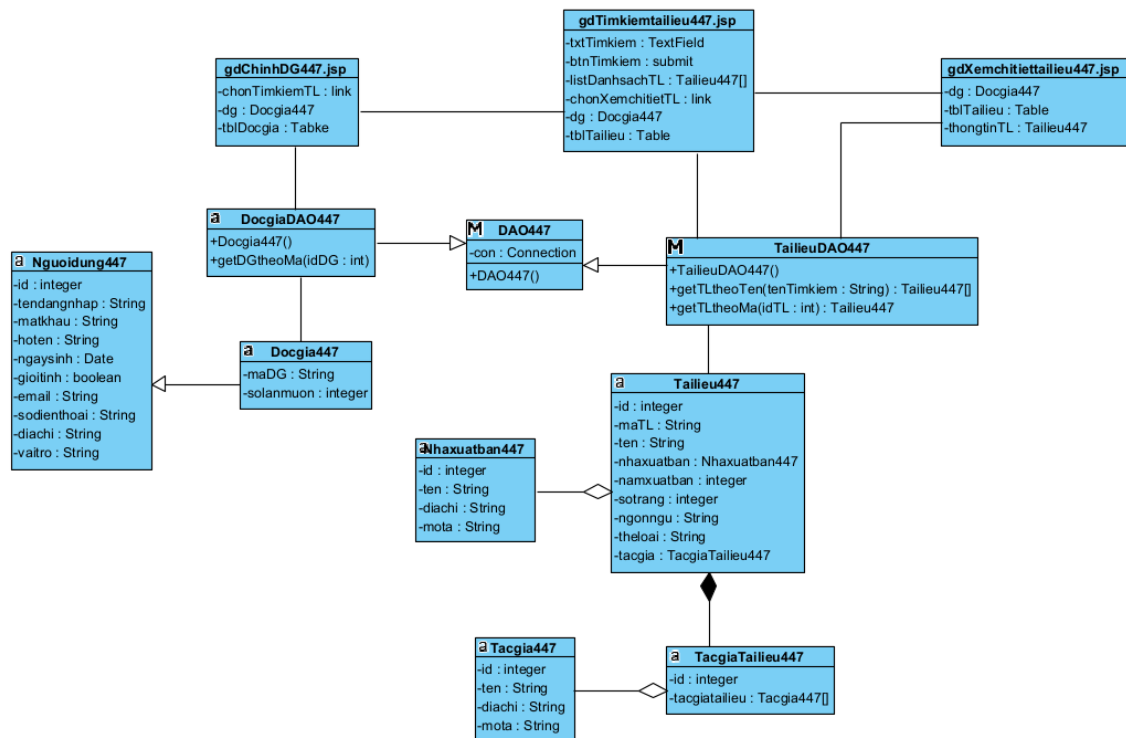 gdTimkiemtailieu447.jsp
-txtTimkiem : TextField
-btnTimkiem : submit
-listDanhsachTL : Tailieu447[]
-chonXemchitietTL : link
-dg : Docgia447
-tblTailieu : Table
gdChinhDG447.jsp
-chonTimkiemTL : link
-dg : Docgia447
-tblDocgia : Tabke
gdXemchitiettailieu447.jsp
-dg : Docgia447
-tblTailieu : Table
-thongtinTL : Tailieu447
a
DocgiaDAO447
+Docgia447()
+getDGtheoMa(idDG : int)
M
DAO447
-con : Connection
+DAO447()
M
TailieuDAO447
+TailieuDAO447()
+getTLtheoTen(tenTimkiem : String) : Tailieu447[]
+getTLtheoMa(idTL : int) : Tailieu447
a
Nguoidung447
-id : integer
-tendangnhap : String
-matkhau : String
-hoten : String
-ngaysinh : Date
-gioitinh : boolean
-email : String
-sodienthoai : String
-diachi : String
-vaitro : String
a
Docgia447
-maDG : String
-solanmuon : integer
a
Tailieu447
-id : integer
-maTL : String
-ten : String
-nhaxuatban : Nhaxuatban447
-namxuatban : integer
-sotrang : integer
-ngonngu : String
-theloai : String
-tacgia : TacgiaTailieu447
a
Nhaxuatban447
-id : integer
-ten : String
-diachi : String
-mota : String
a
Tacgia447
-id : integer
-ten : String
-diachi : String
-mota : String
a
TacgiaTailieu447
-id : integer
-tacgiatailieu : Tacgia447[]